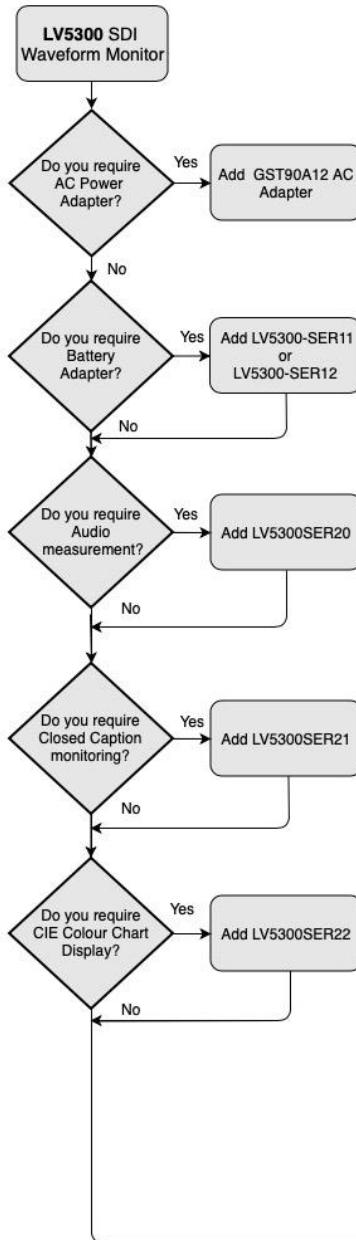 LV5300 SDI
Waveform Monitor
Do you require
AC Power
Adapter?
Yes
Add GST90A12 AC
Adapter
No
Do you require
Battery
Adapter?
Yes
Add LV5300-SER11
or
LV5300-SER12
No
Do you require
Audio
measurement?
Yes
Add LV5300SER20
No
Do you require
Closed Caption
monitoring?
Yes
Add LV5300SER21
No
Do you require
CIE Colour Chart
Display?
Yes
Add LV5300SER22
No